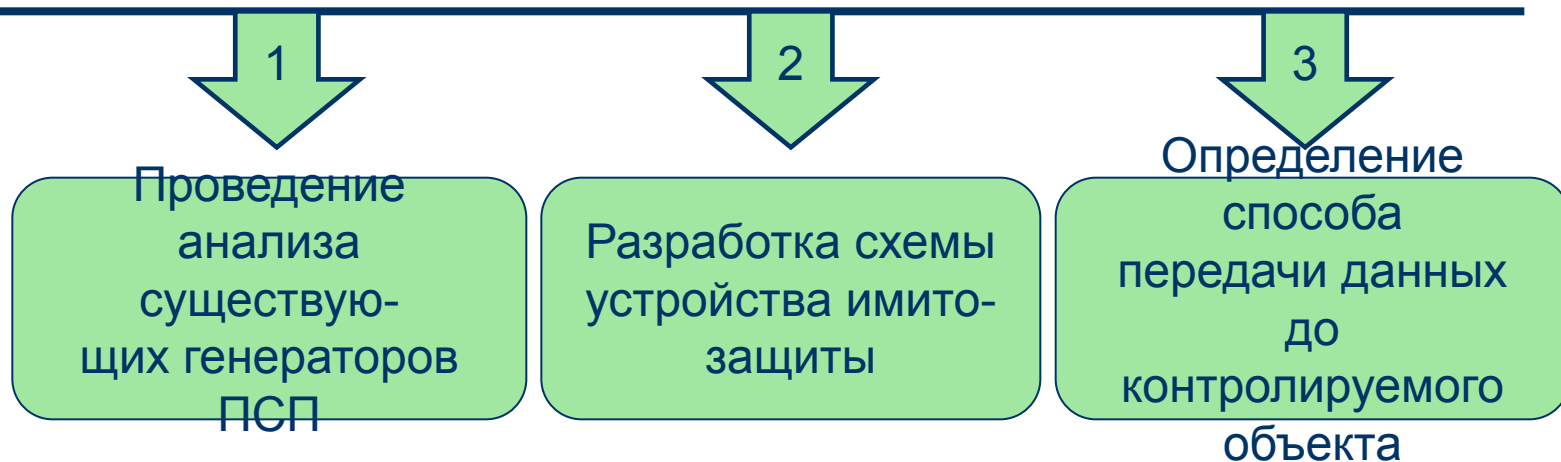 1
2
3
Проведение
анализа
существую-
щих генераторов
ПСП
Разработка схемы
устройства имито-
защиты
Определение
способа
передачи данных
до
контролируемого
объекта